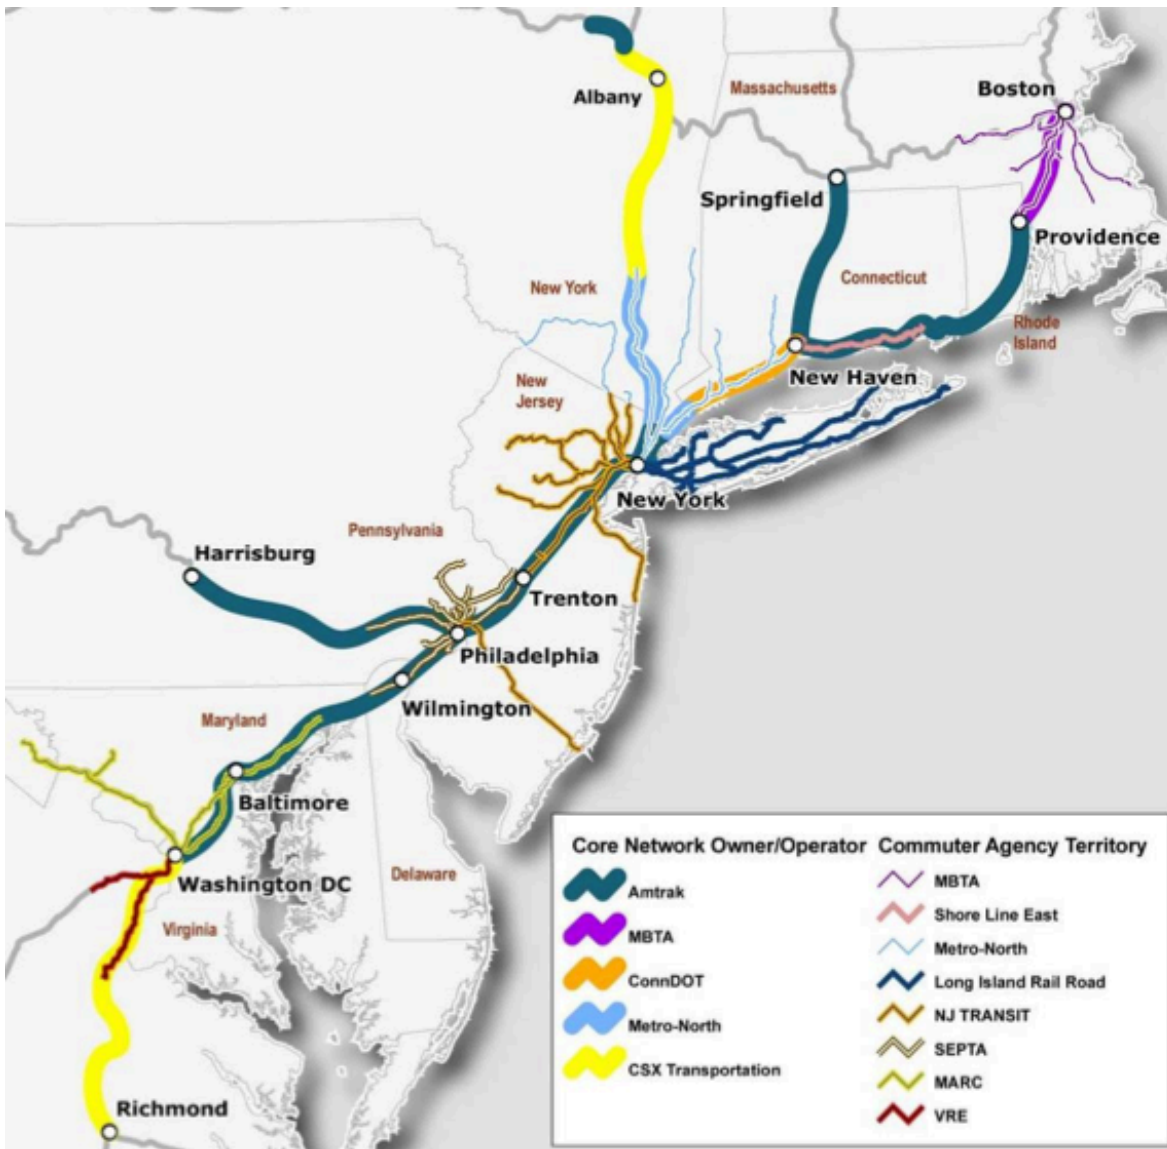 Albany
Massachusetts
Boston
Springfield
Providence
Connecticut
New York
Rhode
Island
New Haven
New
Jersey
New York
Pennsylvania
Harrisburg
Trenton
Philadelphia
Wilmington
Maryland
Baltimore
Washington DC
Delaware
Virginia
Richmond
Core Network Owner/Operator
Amtrak
MBTA
ConnDOT
Metro-North
CSX Transportation
Commuter Agency Territory
MBTA
Shore Line East
Metro-North
Long Island Rail Road
NJ TRANSIT
SEPTA
MARC
VRE